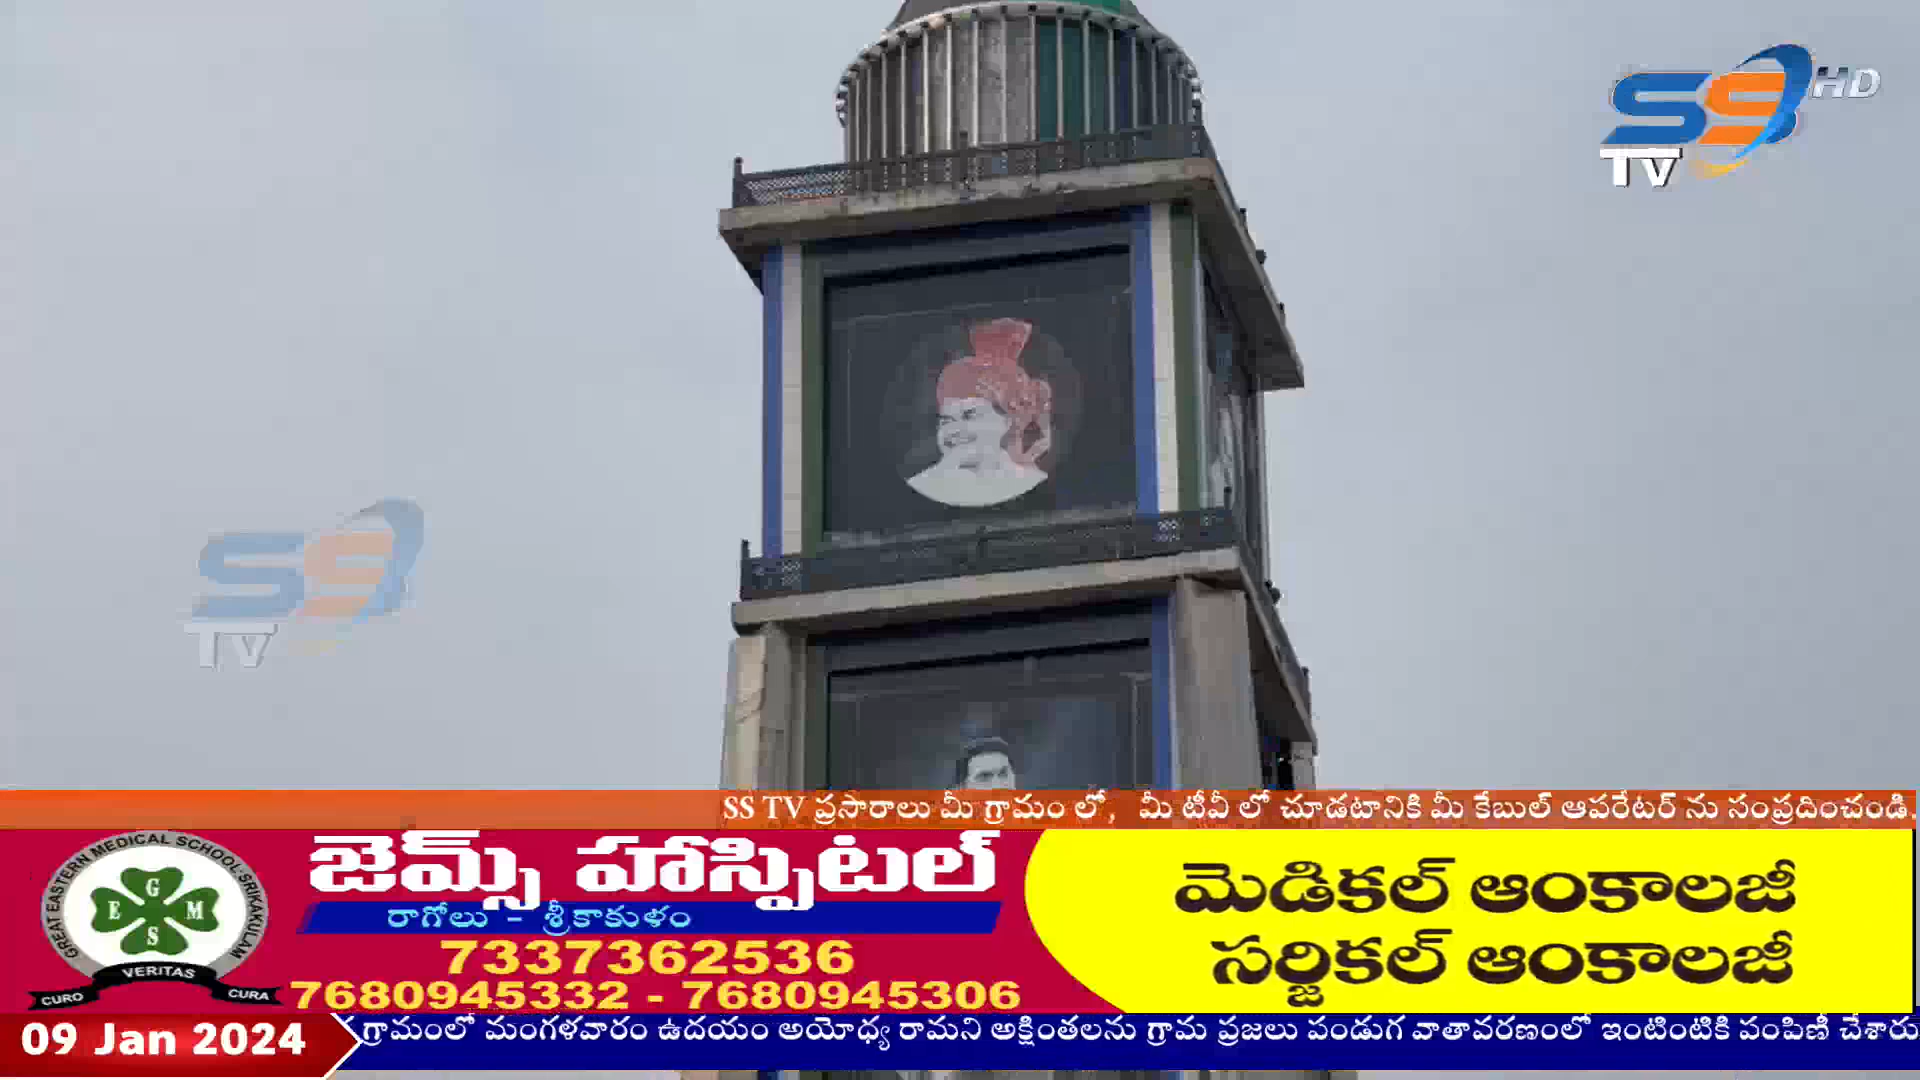 SS TV HD
SS TV
SS TV ప్రసారాలు మీ గ్రామం లో, మీ టీవీ లో చూడటానికి మీ కేబుల్ ఆపరేటర్ ను సంప్రదించండి.
GREAT EASTERN MEDICAL SCHOOL-SRIKAKULAM
G
E M
S
CURO VERITAS CURA
జెమ్స్ హాస్పిటల్
రాగోలు - శ్రీకాకుళం
7337362536
7680945332 - 7680945306
మెడికల్ ఆంకాలజీ
సర్జికల్ ఆంకాలజీ
09 Jan 2024
గ్రామంలో మంగళవారం ఉదయం అయోధ్య రామని అక్షింతలను గ్రామ ప్రజలు పండుగ వాతావరణంలో ఇంటింటికి పంపిణీ చేశారు